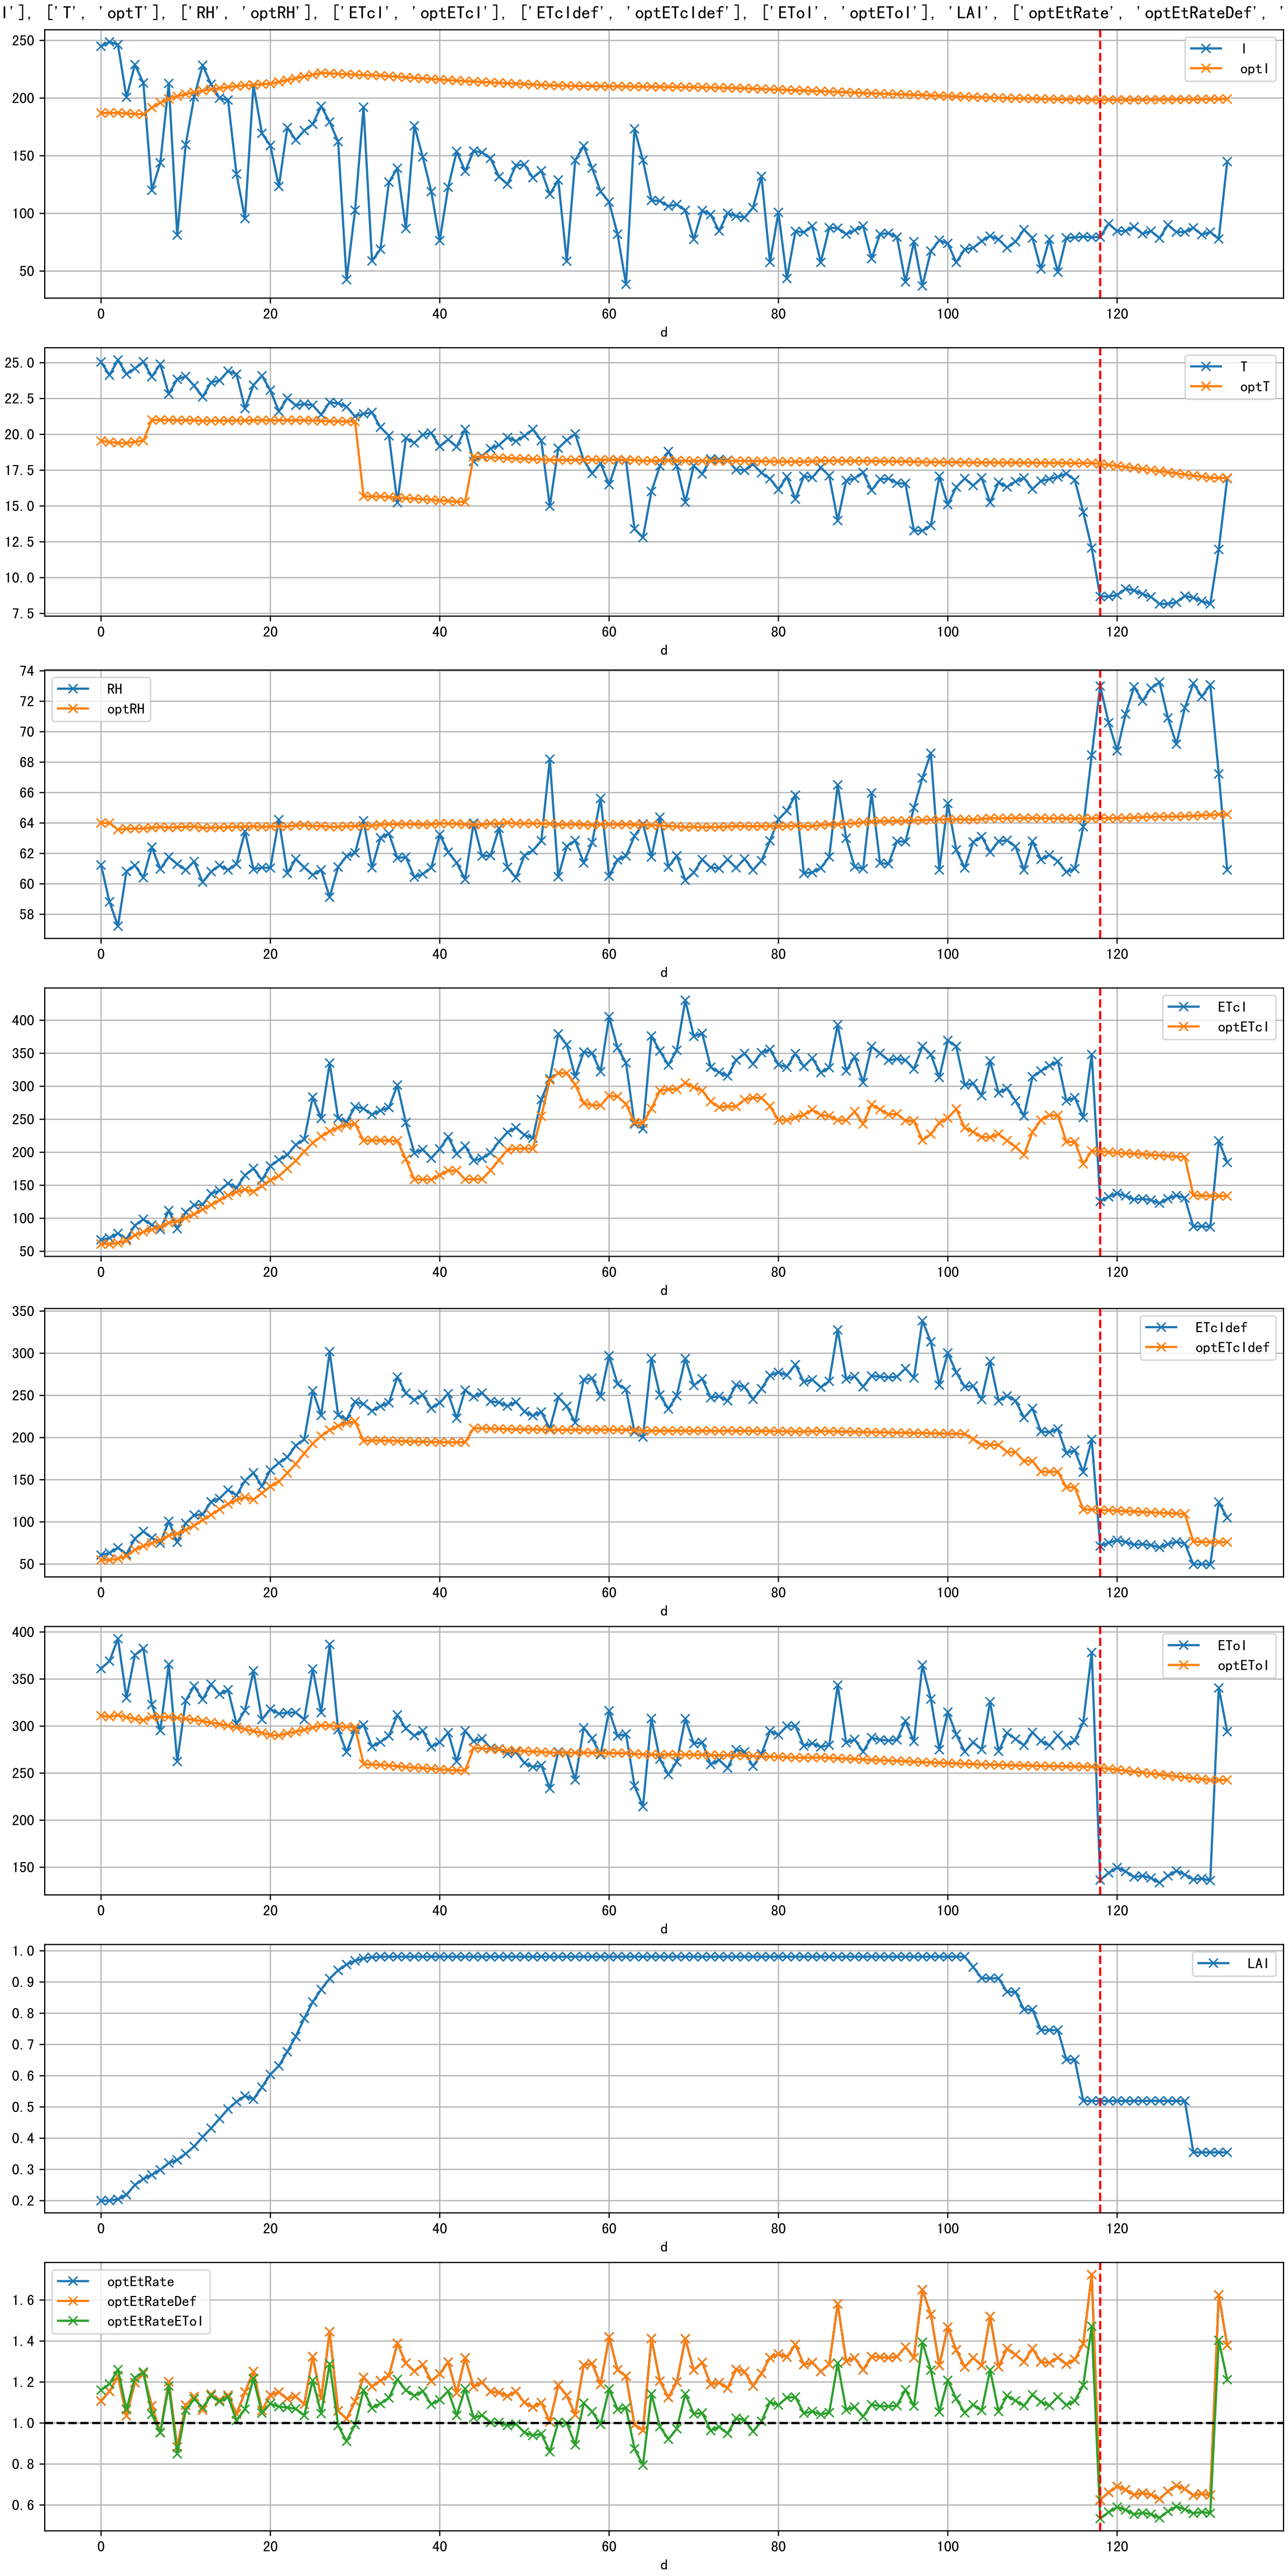 I'], ['T', 'optT'], ['RH', 'optRH'], ['ETcI', 'optETcI'], ['ETcIdef', 'optETcIdef'], ['EToI', 'optEToI'], 'LAI', ['optEtRate', 'optEtRateDef', '
250
200
150
100
50
I
optI
0 20 40 60 80 100 120
d
25.0
22.5
20.0
17.5
15.0
12.5
10.0
7.5
T
optT
0 20 40 60 80 100 120
d
74
72
70
68
66
64
62
60
58
RH
optRH
0 20 40 60 80 100 120
d
400
350
300
250
200
150
100
50
ETcI
optETcI
0 20 40 60 80 100 120
d
350
300
250
200
150
100
50
ETcIdef
optETcIdef
0 20 40 60 80 100 120
d
400
350
300
250
200
150
EToI
optEToI
0 20 40 60 80 100 120
d
1.0
0.9
0.8
0.7
0.6
0.5
0.4
0.3
0.2
LAI
0 20 40 60 80 100 120
d
1.6
1.4
1.2
1.0
0.8
0.6
optEtRate
optEtRateDef
optEtRateEToI
0 20 40 60 80 100 120
d